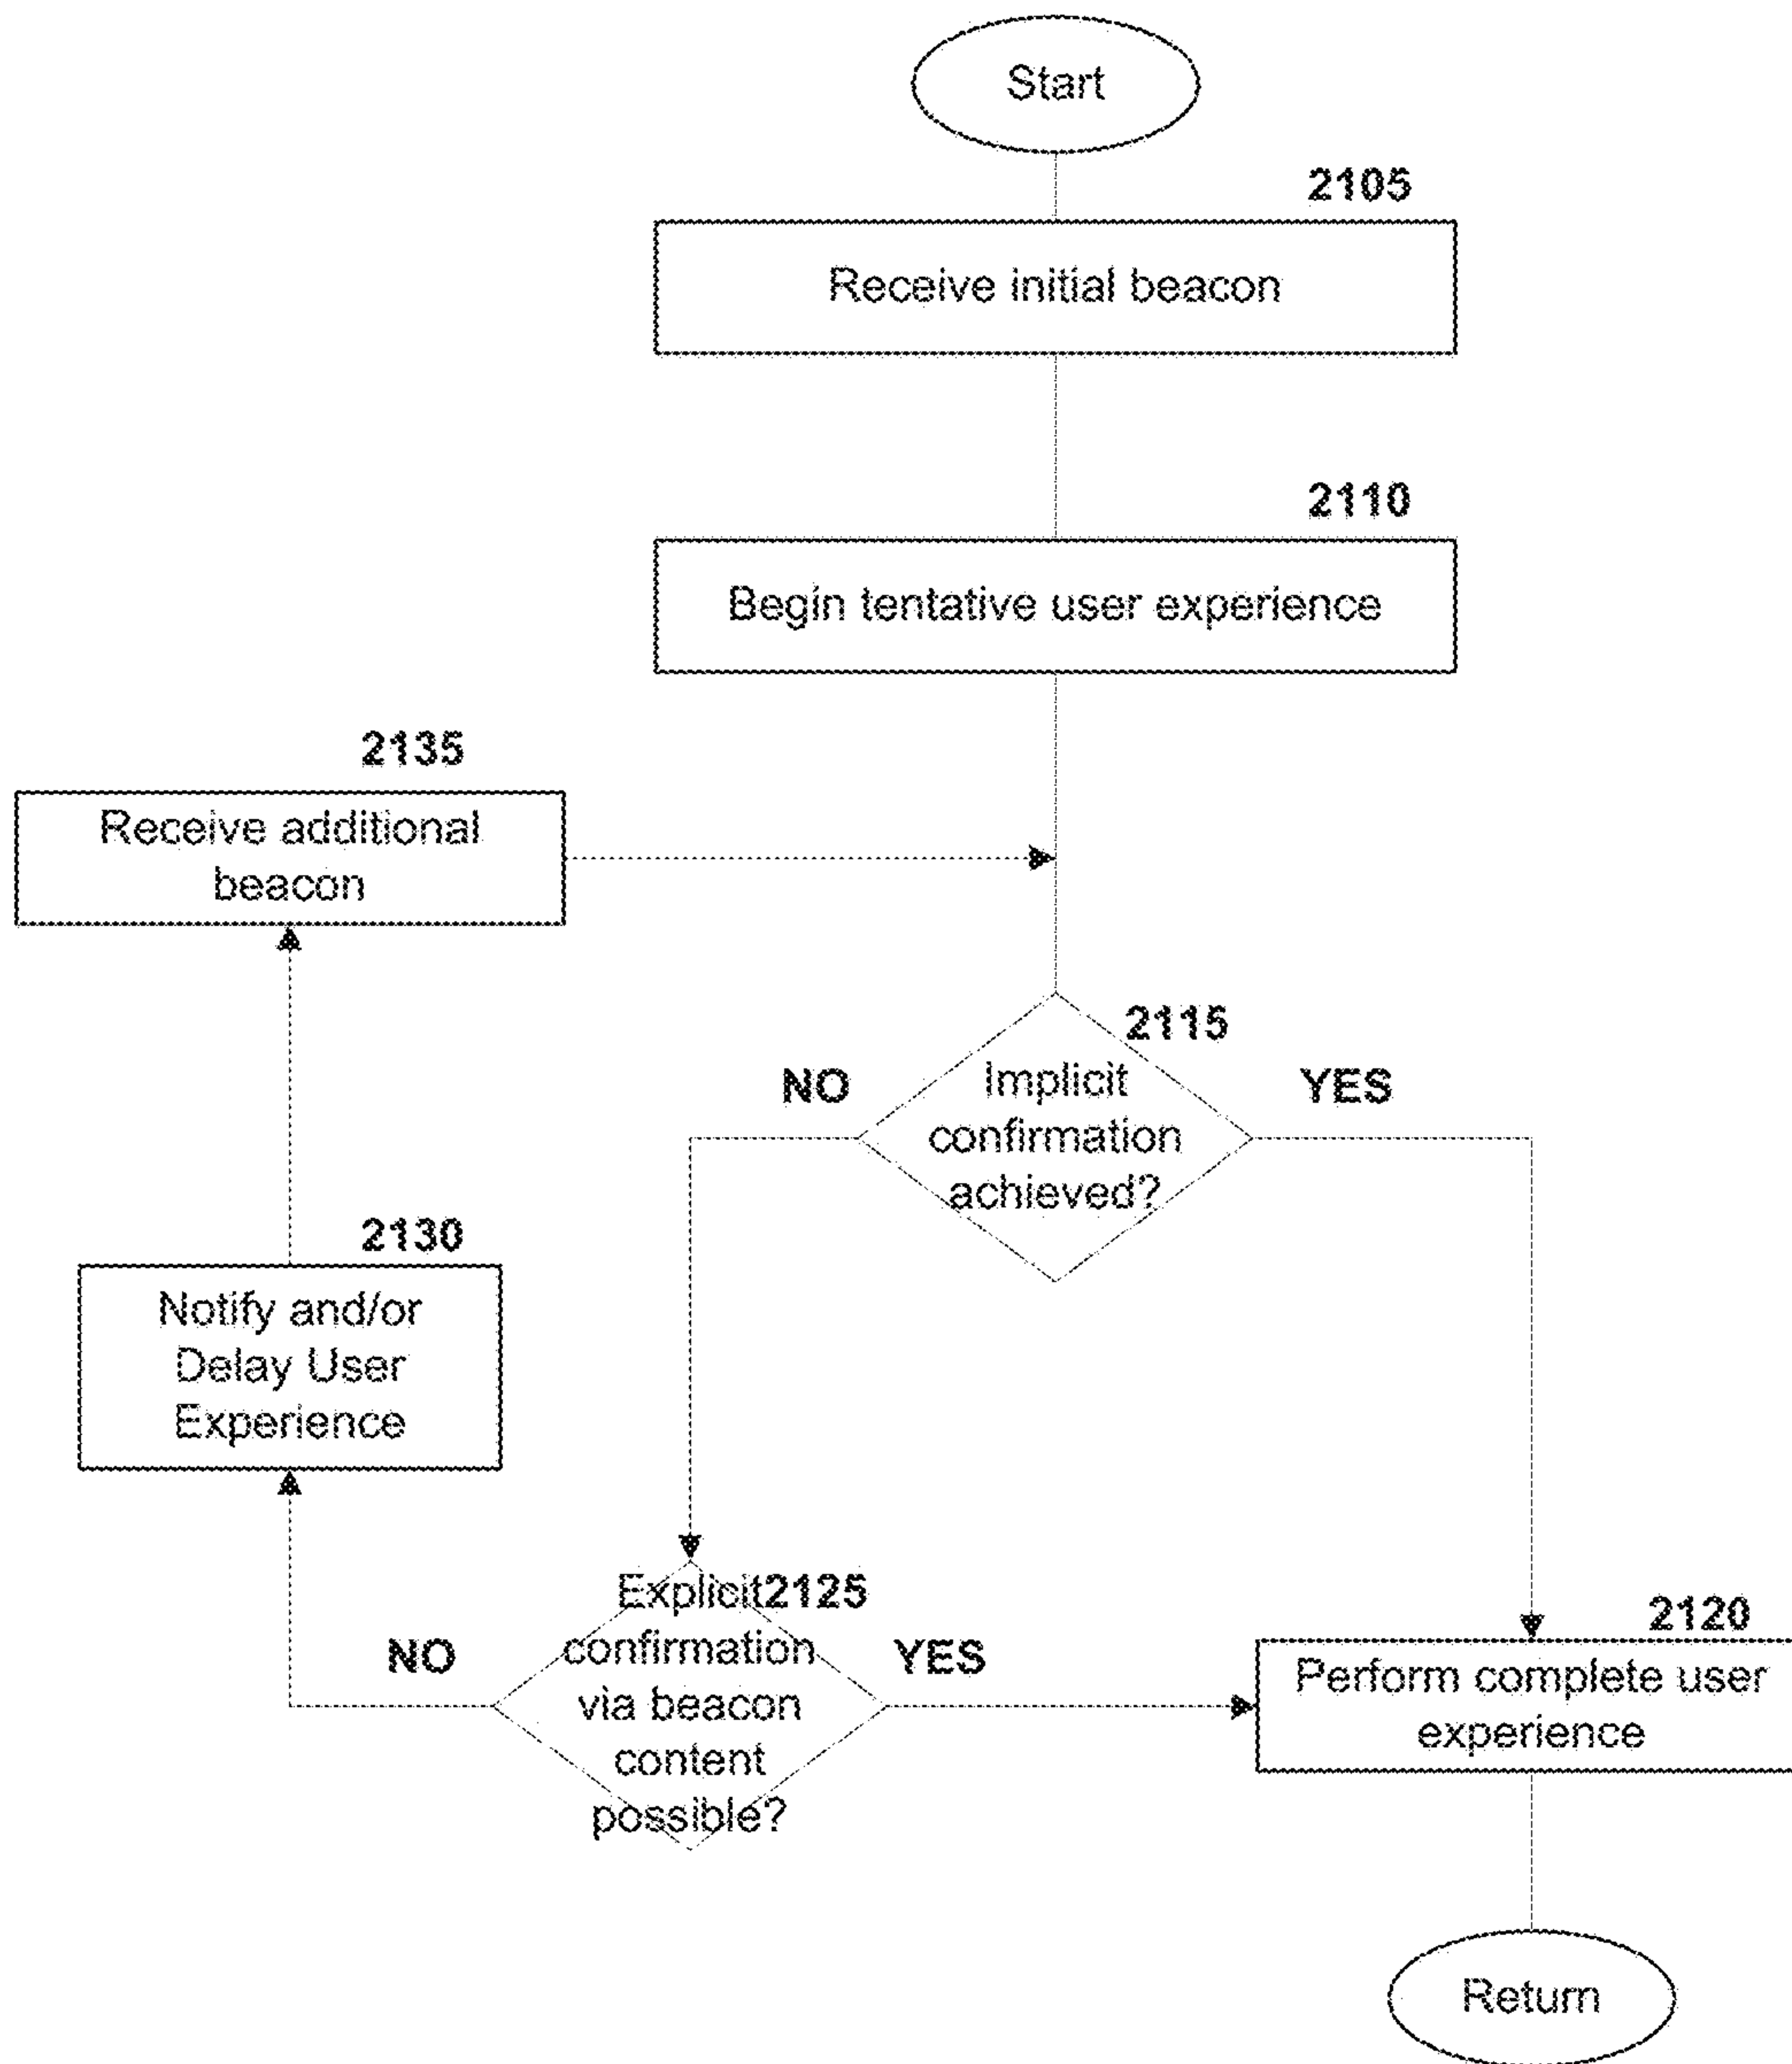 Start
2105
Receive initial beacon
2110
Begin tentative user experience
2135
Receive additional
beacon
2115
NO
Implicit
confirmation
achieved?
YES
2130
Notify and/or
Delay User
Experience
Explicit 2125
confirmation
via beacon
content
possible?
NO
YES
2120
Perform complete user
experience
Return